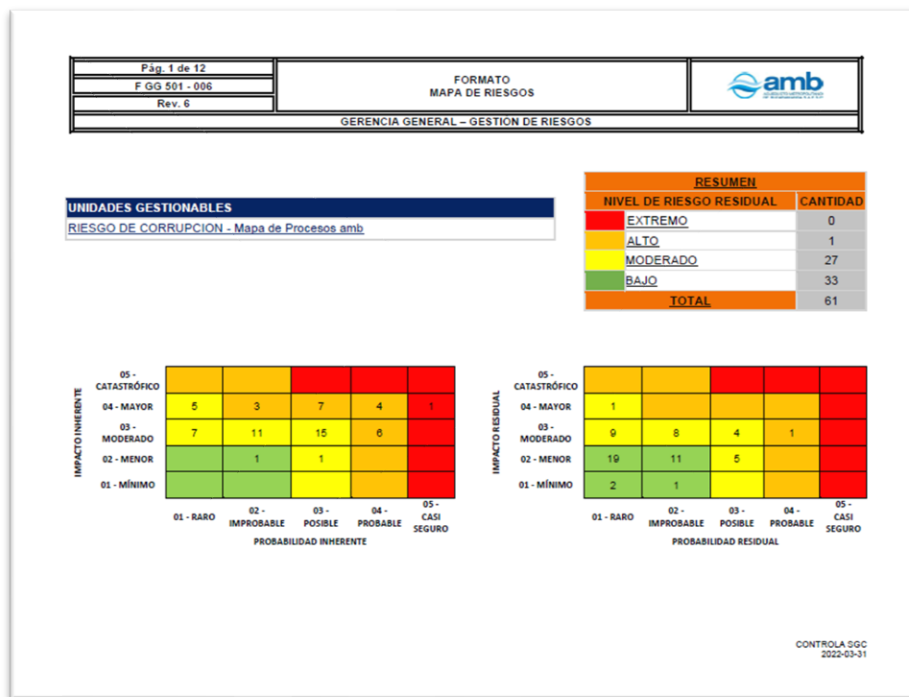 Pág. 1 de 12
F GG 501 - 006
Rev. 6
FORMATO
MAPA DE RIESGOS
amb
GERENCIA GENERAL – GESTIÓN DE RIESGOS
UNIDADES GESTIONABLES
RIESGO DE CORRUPCION - Mapa de Procesos amb
RESUMEN
NIVEL DE RIESGO RESIDUAL CANTIDAD
EXTREMO 0
ALTO 1
MODERADO 27
BAJO 33
TOTAL 61
IMPACTO INHERENTE
05 -
CATASTRÓFICO
04 - MAYOR 5 3 7 4 1
03 -
MODERADO 7 11 15 6
02 - MENOR 1 1
01 - MÍNIMO
01 - RARO
02 -
IMPROBABLE
03 -
POSIBLE
04 -
PROBABLE
05 -
CASI
SEGURO
PROBABILIDAD INHERENTE
IMPACTO RESIDUAL
05 -
CATASTRÓFICO
04 - MAYOR 1
03 -
MODERADO 9 8 4 1
02 - MENOR 19 11 5
01 - MÍNIMO 2 1
01 - RARO
02 -
IMPROBABLE
03 -
POSIBLE
04 -
PROBABLE
05 -
CASI
SEGURO
PROBABILIDAD RESIDUAL
CONTROLA SGC
2022-03-31